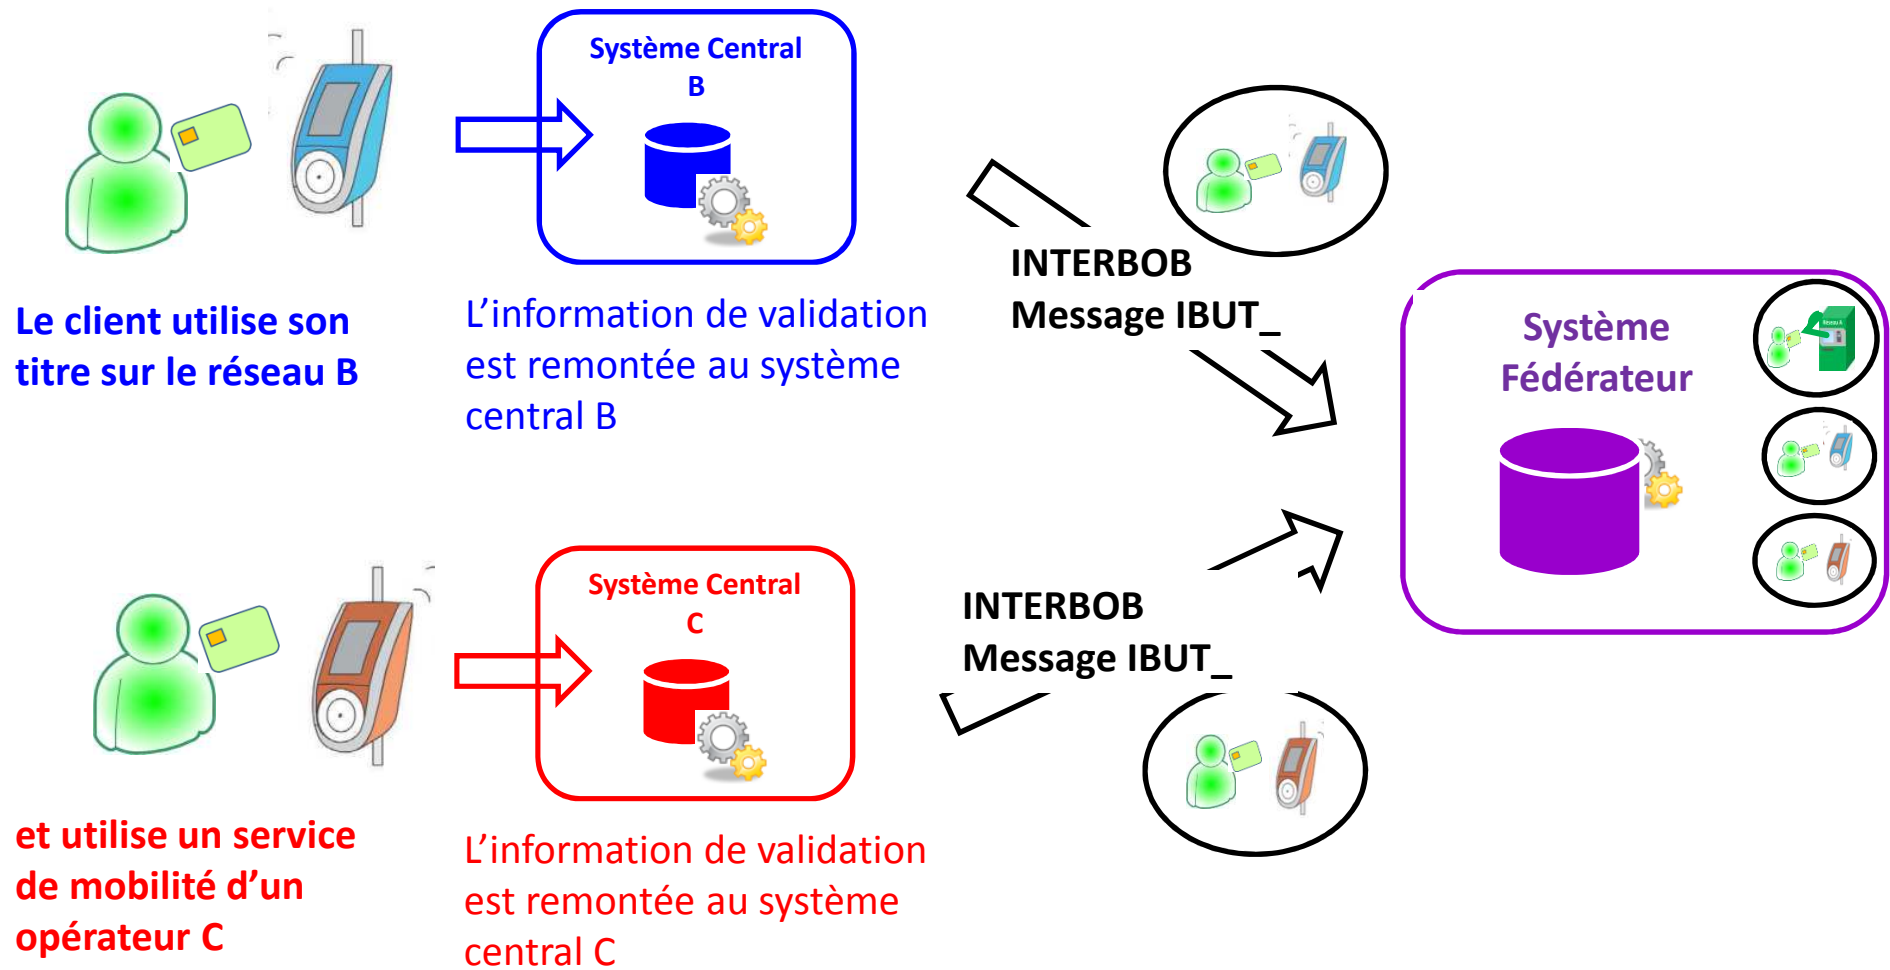 Système Central
B
Le client utilise son
titre sur le réseau B
L’information de validation
est remontée au système
central B
INTERBOB
Message IBUT_
Système
Fédérateur
Réseau A
Système Central
C
et utilise un service
de mobilité d’un
opérateur C
L’information de validation
est remontée au système
central C
INTERBOB
Message IBUT_